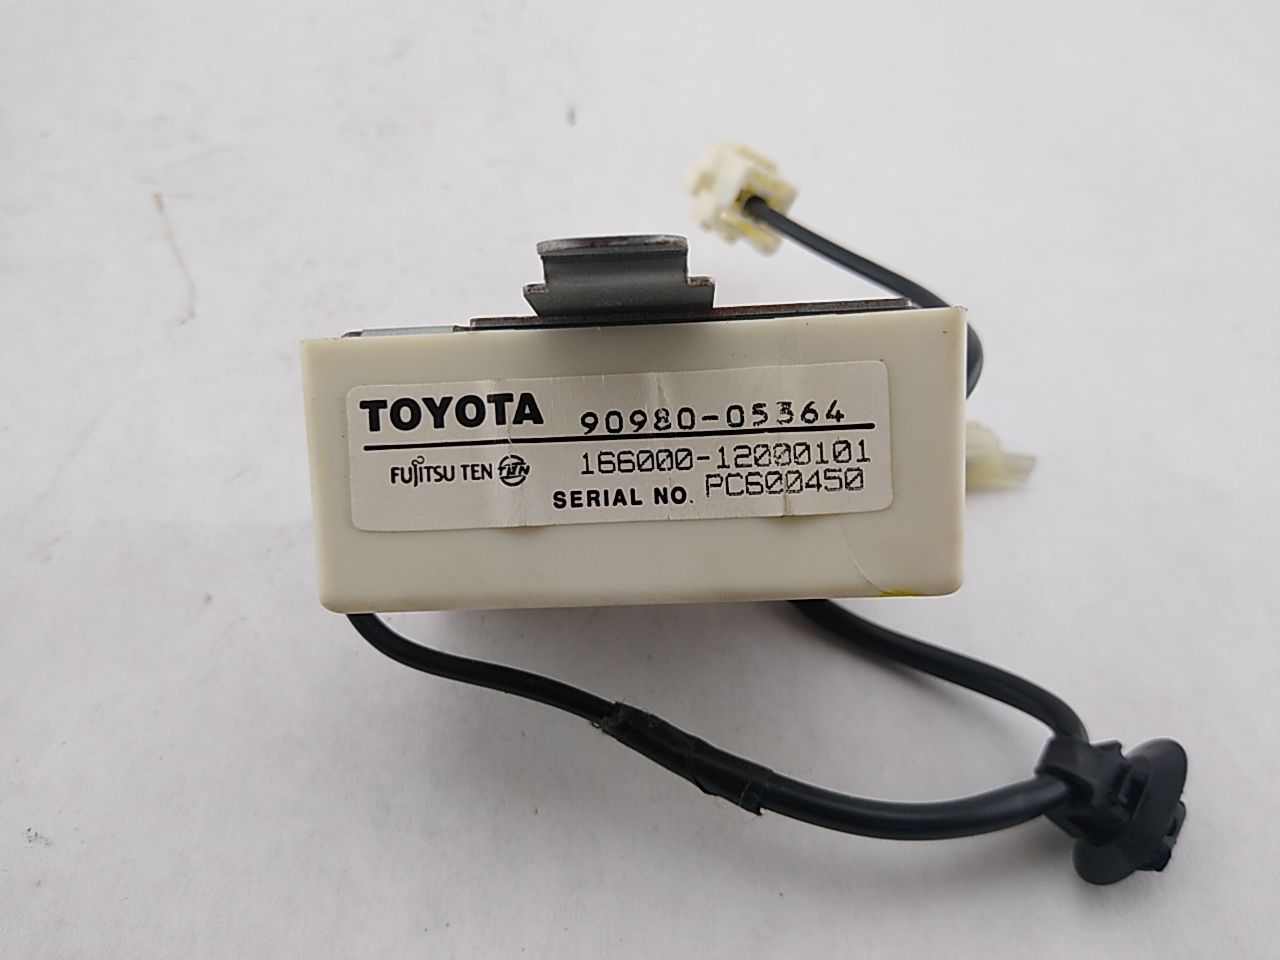 TOYOTA 90980-05364
FUJITSU TEN 166000-12000101
SERIAL NO. PC600450